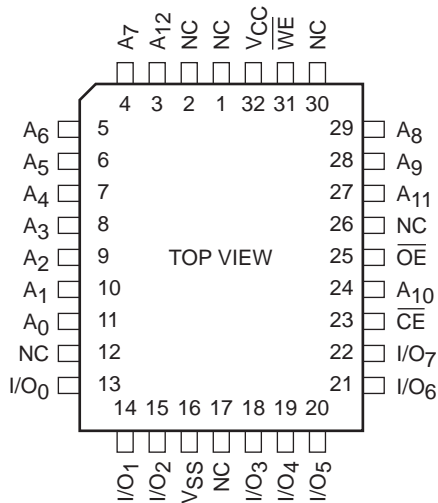 A7 A12 NC NC VCC WE NC
4 3 2 1 32 31 30
A6 5 29 A8
A5 6 28 A9
A4 7 27 A11
A3 8 26 NC
A2 9 TOP VIEW 25 OE
A1 10 24 A10
A0 11 23 CE
NC 12 22 I/O7
I/O0 13 21 I/O6
14 15 16 17 18 19 20
I/O1 I/O2 VSS NC I/O3 I/O4 I/O5